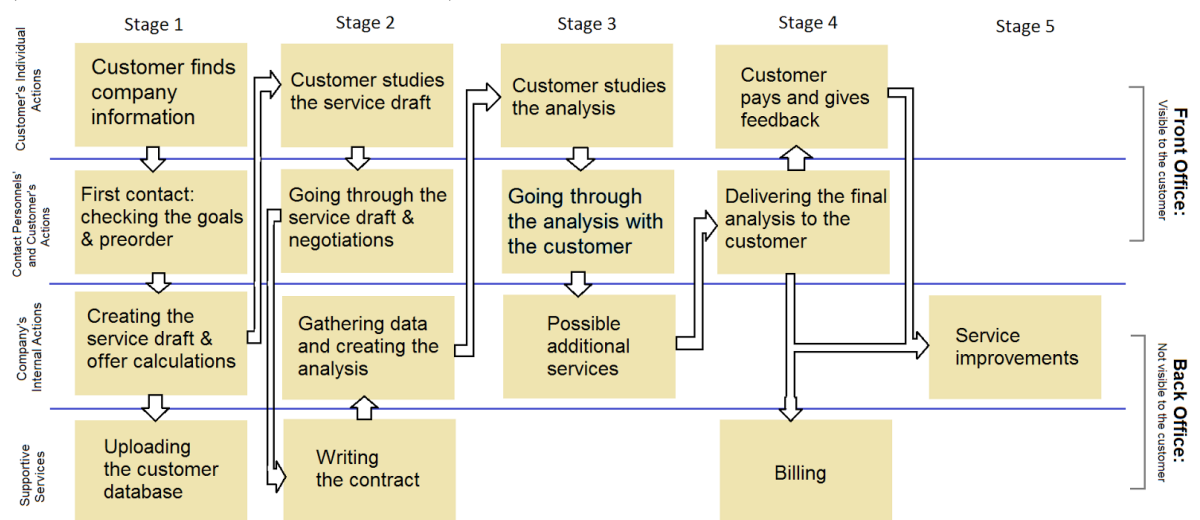 Stage 1
Stage 2
Stage 3
Stage 4
Stage 5
Customer's Individual
Actions
Customer finds
company
information
Customer studies
the service draft
Customer studies
the analysis
Customer
pays and gives
feedback
Contact Personnels'
and Customer's
Actions
First contact:
checking the goals
& preorder
Going through the
service draft &
negotiations
Going through
the analysis with
the customer
Delivering the final
analysis to the
customer
Front Office:
Visible to the
customer
Company's
Internal Actions
Creating the
service draft &
offer calculations
Gathering data
and creating the
analysis
Possible
additional
services
Service
improvements
Supportive
Services
Uploading
the customer
database
Writing
the contract
Billing
Back Office:
Not visible to the customer